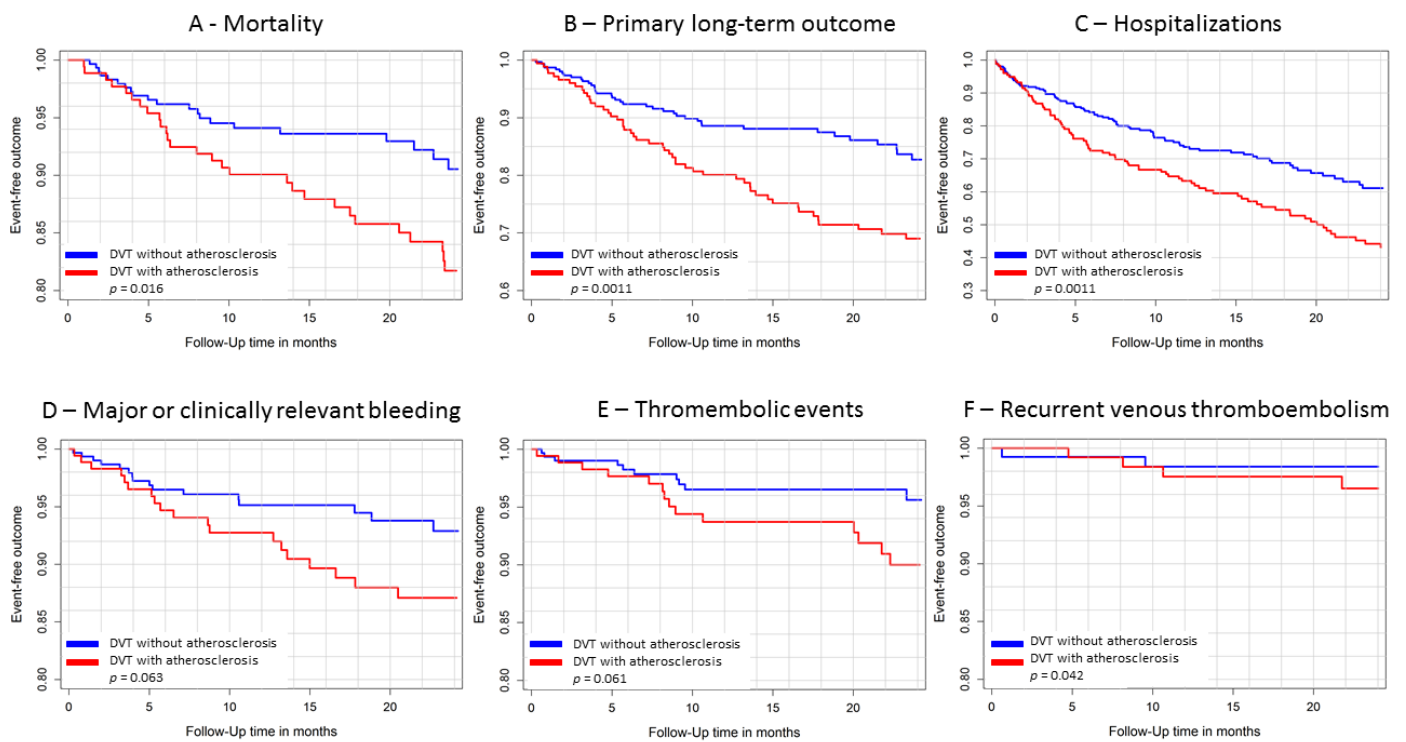 A - Mortality
Event-free outcome
1.00
0.95
0.90
0.85
0.80
DVT without atherosclerosis
DVT with atherosclerosis
p = 0.016
0 5 10 15 20
Follow-Up time in months
B – Primary long-term outcome
Event-free outcome
1.0
0.9
0.8
0.7
0.6
DVT without atherosclerosis
DVT with atherosclerosis
p = 0.0011
0 5 10 15 20
Follow-Up time in months
C – Hospitalizations
Event-free outcome
1.0
0.9
0.8
0.7
0.6
0.5
0.4
0.3
DVT without atherosclerosis
DVT with atherosclerosis
p = 0.0011
0 5 10 15 20
Follow-Up time in months
D – Major or clinically relevant bleeding
Event-free outcome
1.00
0.95
0.90
0.85
0.80
DVT without atherosclerosis
DVT with atherosclerosis
p = 0.063
0 5 10 15 20
Follow-Up time in months
E – Thromembolic events
Event-free outcome
1.00
0.95
0.90
0.85
0.80
DVT without atherosclerosis
DVT with atherosclerosis
p = 0.061
0 5 10 15 20
Follow-Up time in months
F – Recurrent venous thromboembolism
Event-free outcome
1.00
0.95
0.90
0.85
0.80
DVT without atherosclerosis
DVT with atherosclerosis
p = 0.042
0 5 10 15 20
Follow-Up time in months